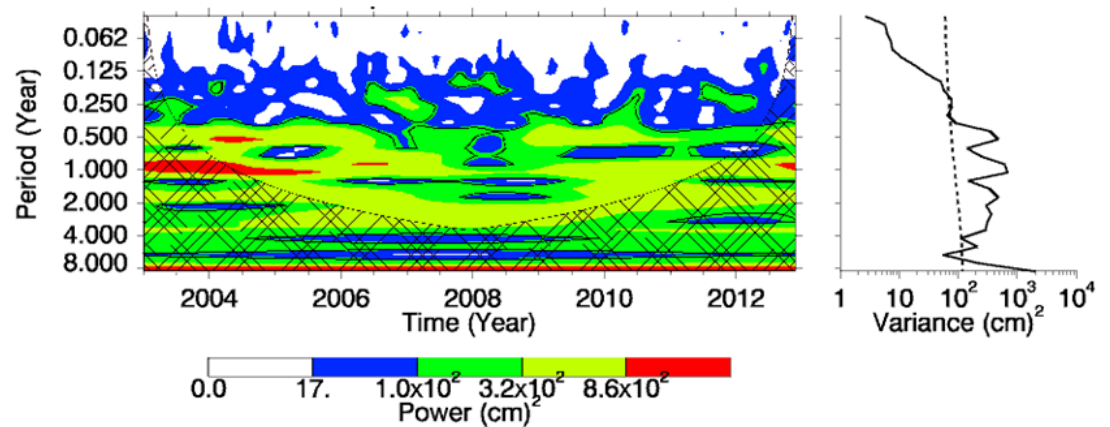 Period (Year)
0.062
0.125
0.250
0.500
1.000
2.000
4.000
8.000
2004 2006 2008 2010 2012
Time (Year)
1 10 10² 10³ 10⁴
Variance (cm)²
0.0 17. 1.0x10² 3.2x10² 8.6x10²
Power (cm)²